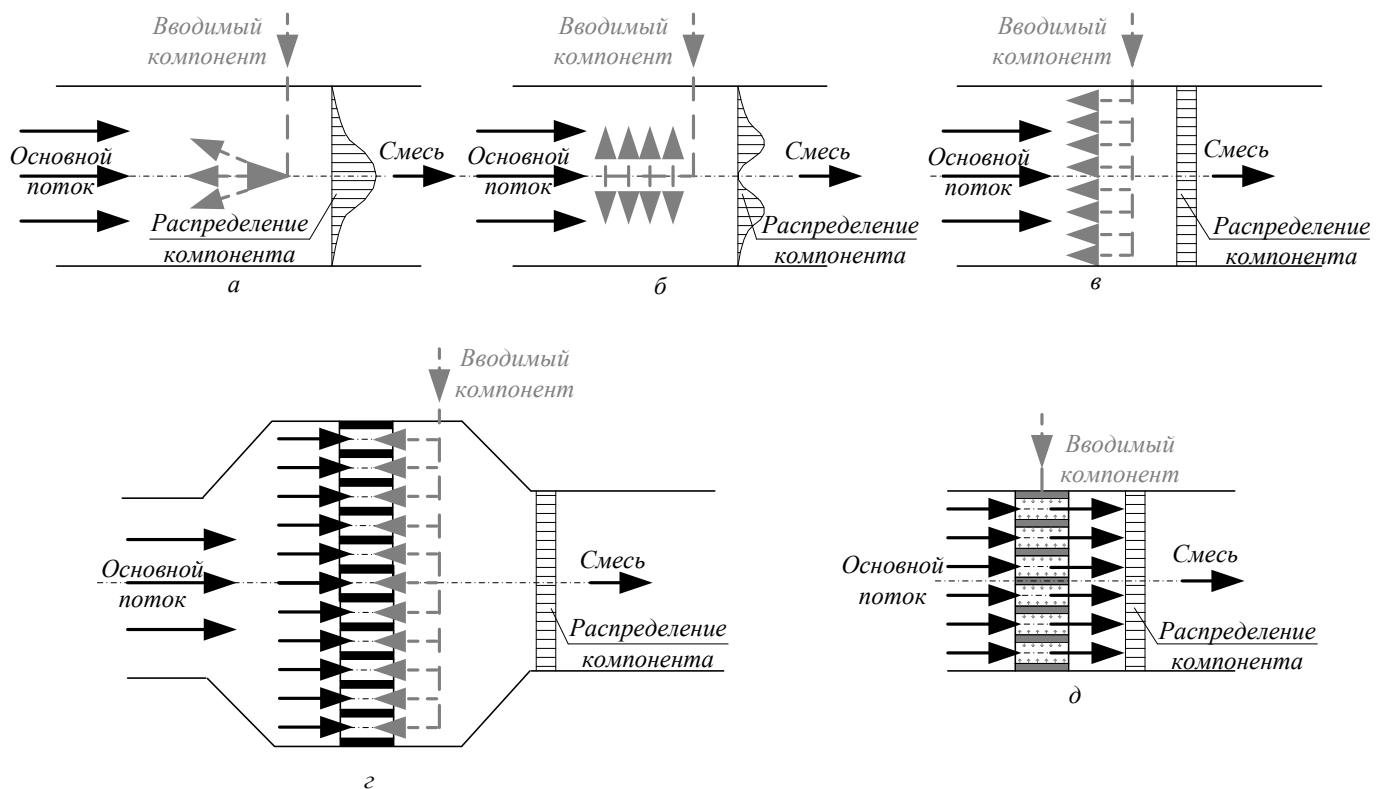 Вводимый
компонент
Основной
поток
Смесь
Распределение
компонента
а
Вводимый
компонент
Основной
поток
Смесь
Распределение
компонента
б
Вводимый
компонент
Основной
поток
Смесь
Распределение
компонента
в
Вводимый
компонент
Основной
поток
Смесь
Распределение
компонента
г
Вводимый
компонент
Основной
поток
Смесь
Распределение
компонента
д